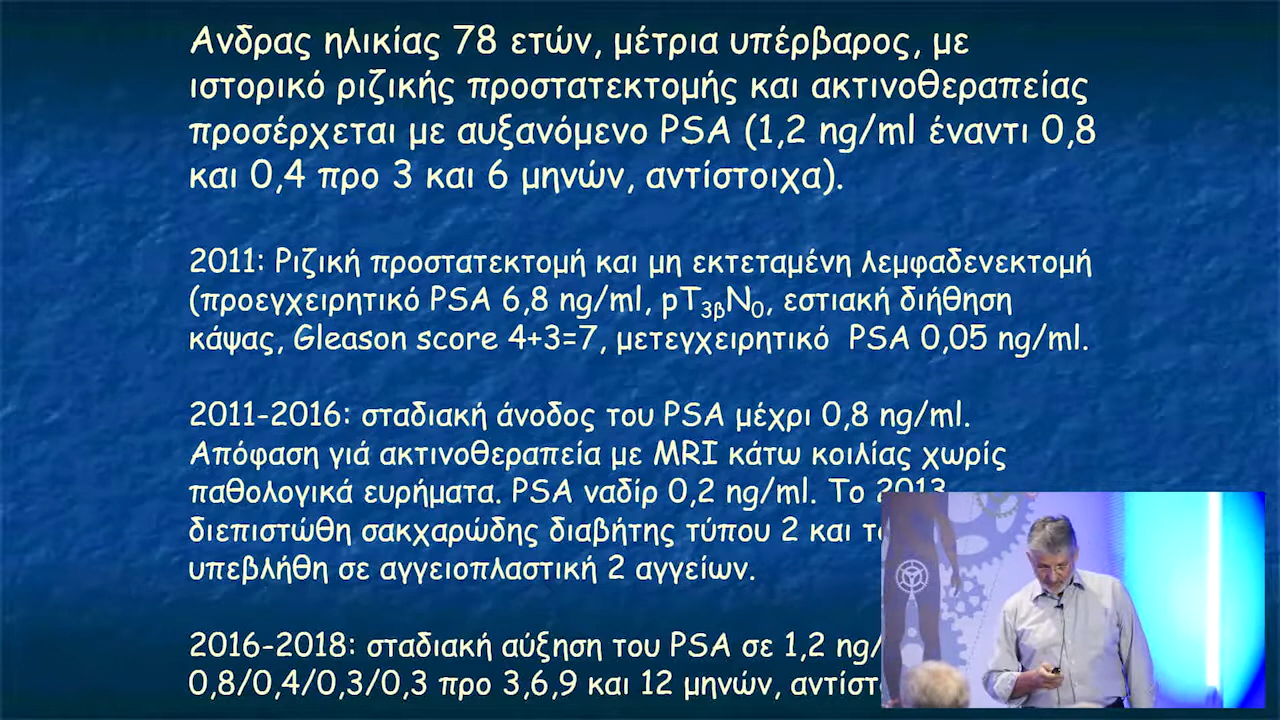 Ανδρας ηλικίας 78 ετών, μέτρια υπέρβαρος, με
ιστορικό ριζικής προστατεκτομής και ακτινοθεραπείας
προσέρχεται με αυξανόμενο PSA (1,2 ng/ml έναντι 0,8
και 0,4 προ 3 και 6 μηνών, αντίστοιχα).
2011: Ριζική προστατεκτομή και μη εκτεταμένη λεμφαδενεκτομή
(προεγχειρητικό PSA 6,8 ng/ml, pT3βN0, εστιακή διήθηση
κάψας, Gleason score 4+3=7, μετεγχειρητικό PSA 0,05 ng/ml.
2011-2016: σταδιακή άνοδος του PSA μέχρι 0,8 ng/ml.
Απόφαση γιά ακτινοθεραπεία με MRI κάτω κοιλίας χωρίς
παθολογικά ευρήματα. PSA ναδίρ 0,2 ng/ml. Το 2013
διεπιστώθη σακχαρώδης διαβήτης τύπου 2 και
υπεβλήθη σε αγγειοπλαστική 2 αγγείων.
2016-2018: σταδιακή αύξηση του PSA σε 1,2
0,8/0,4/0,3/0,3 προ 3,6,9 και 12 μηνών,